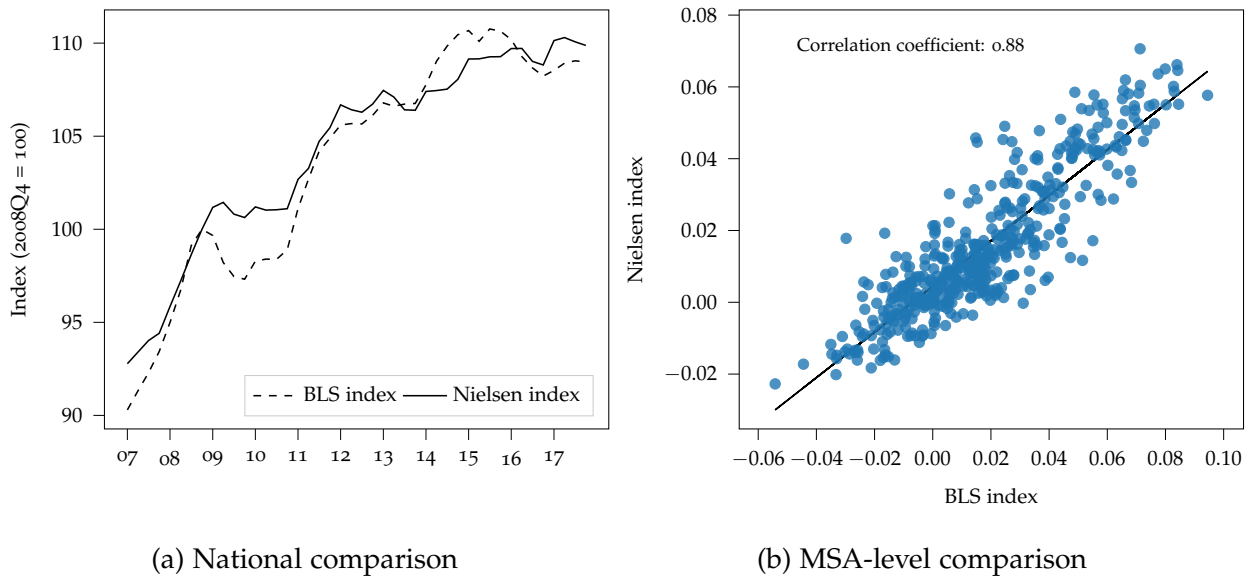 110
105
100
95
90
Index (2008Q4 = 100)
BLS index
Nielsen index
07 08 09 10 11 12 13 14 15 16 17
(a) National comparison
0.08
0.06
0.04
0.02
0.00
−0.02
Nielsen index
Correlation coefficient: 0.88
−0.06 −0.04 −0.02 0.00 0.02 0.04 0.06 0.08 0.10
BLS index
(b) MSA-level comparison